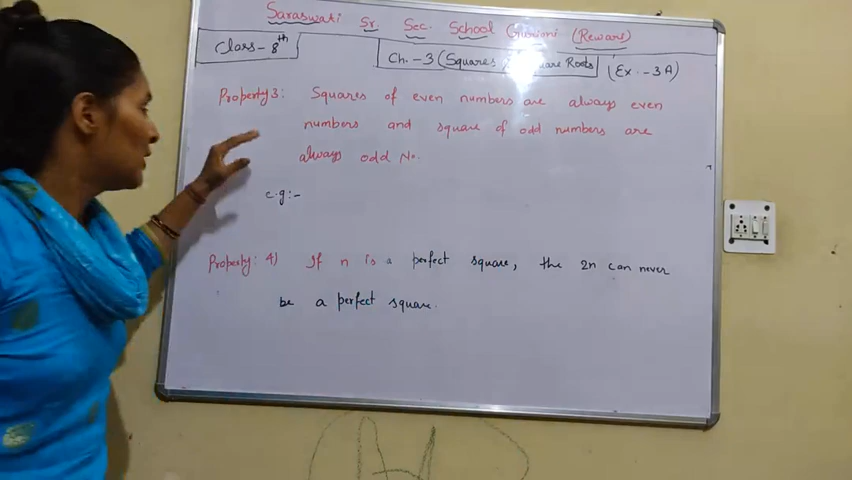 Saraswati Sr. Sec. School Gurioni (Rewari)
Class - 8th
Ch. - 3 (Squares Square Roots) (Ex. - 3A)
Property 3: Squares of even numbers are always even
numbers and square of odd numbers are
always odd No.
e.g:-
Property: 4) If n is a perfect square, the 2n can never
be a perfect square.